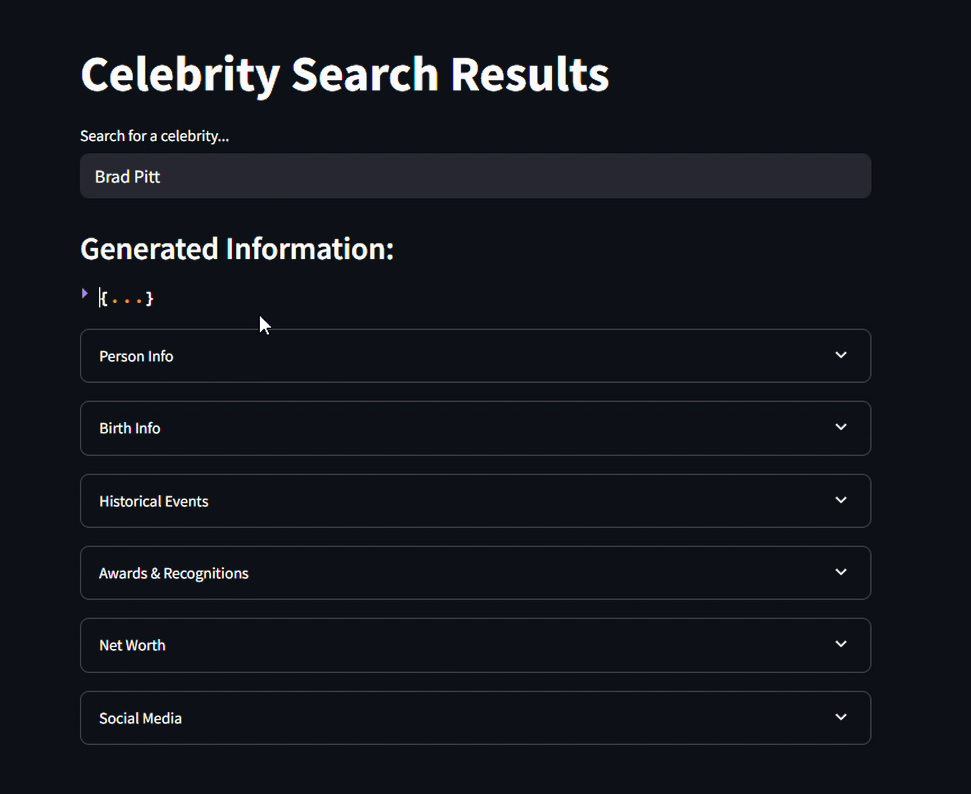 Celebrity Search Results
Search for a celebrity...
Brad Pitt
Generated Information:
{...}
Person Info
Birth Info
Historical Events
Awards & Recognitions
Net Worth
Social Media